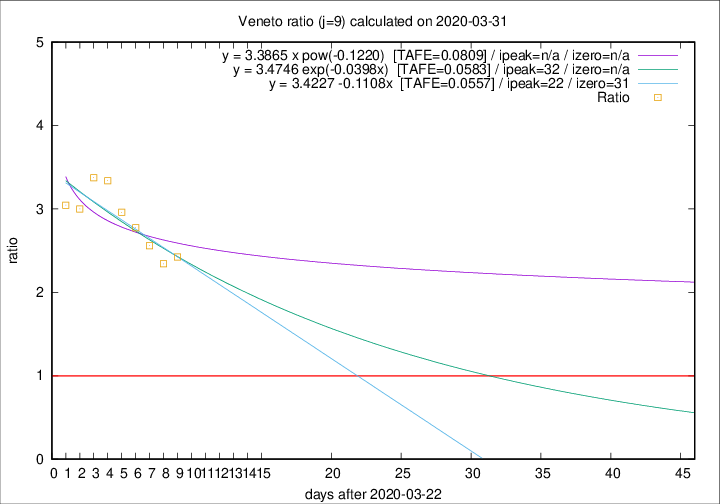 Veneto ratio (j=9) calculated on 2020-03-31
y = 3.3865 x pow(-0.1220) [TAFE=0.0809] / ipeak=n/a / izero=n/a
y = 3.4746 exp(-0.0398x) [TAFE=0.0583] / ipeak=32 / izero=n/a
y = 3.4227 -0.1108x [TAFE=0.0557] / ipeak=22 / izero=31
Ratio
5
4
3
2
1
0
ratio
0 1 2 3 4 5 6 7 8 9 10 11 12 13 14 15 20 25 30 35 40 45
days after 2020-03-22